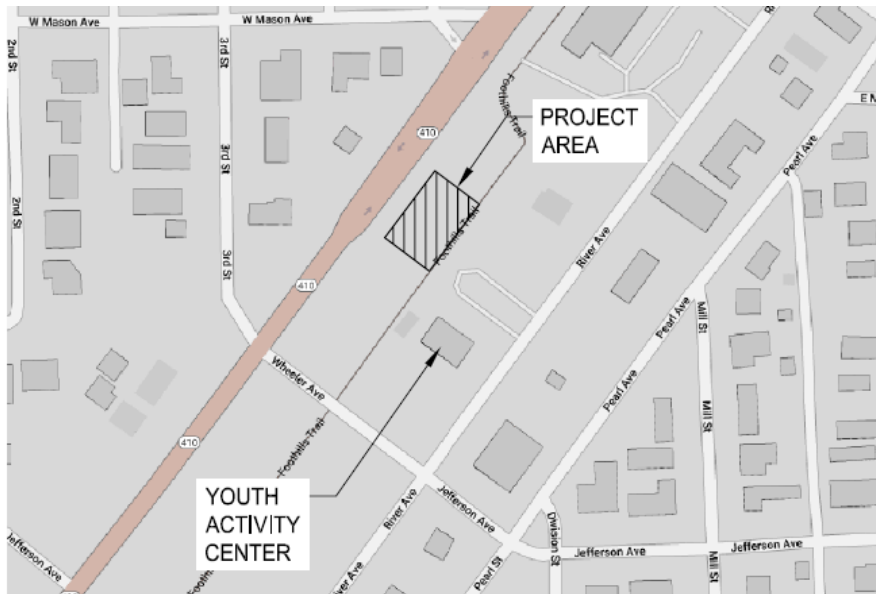 W Mason Ave
2nd St
3rd St
Foothills Trail
410
PROJECT
AREA
E M
Pearl Ave
3rd St
2nd St
Foothills Trail
3rd St
River Ave
410
Mill St
Pearl Ave
Wheeler Ave
Pearl Ave
Mill St
410
Foothills Trail
YOUTH
ACTIVITY
CENTER
River Ave
Jefferson Ave
Division St
Jefferson Ave
Jefferson Ave
Jefferson Ave
Pearl St
Mill St